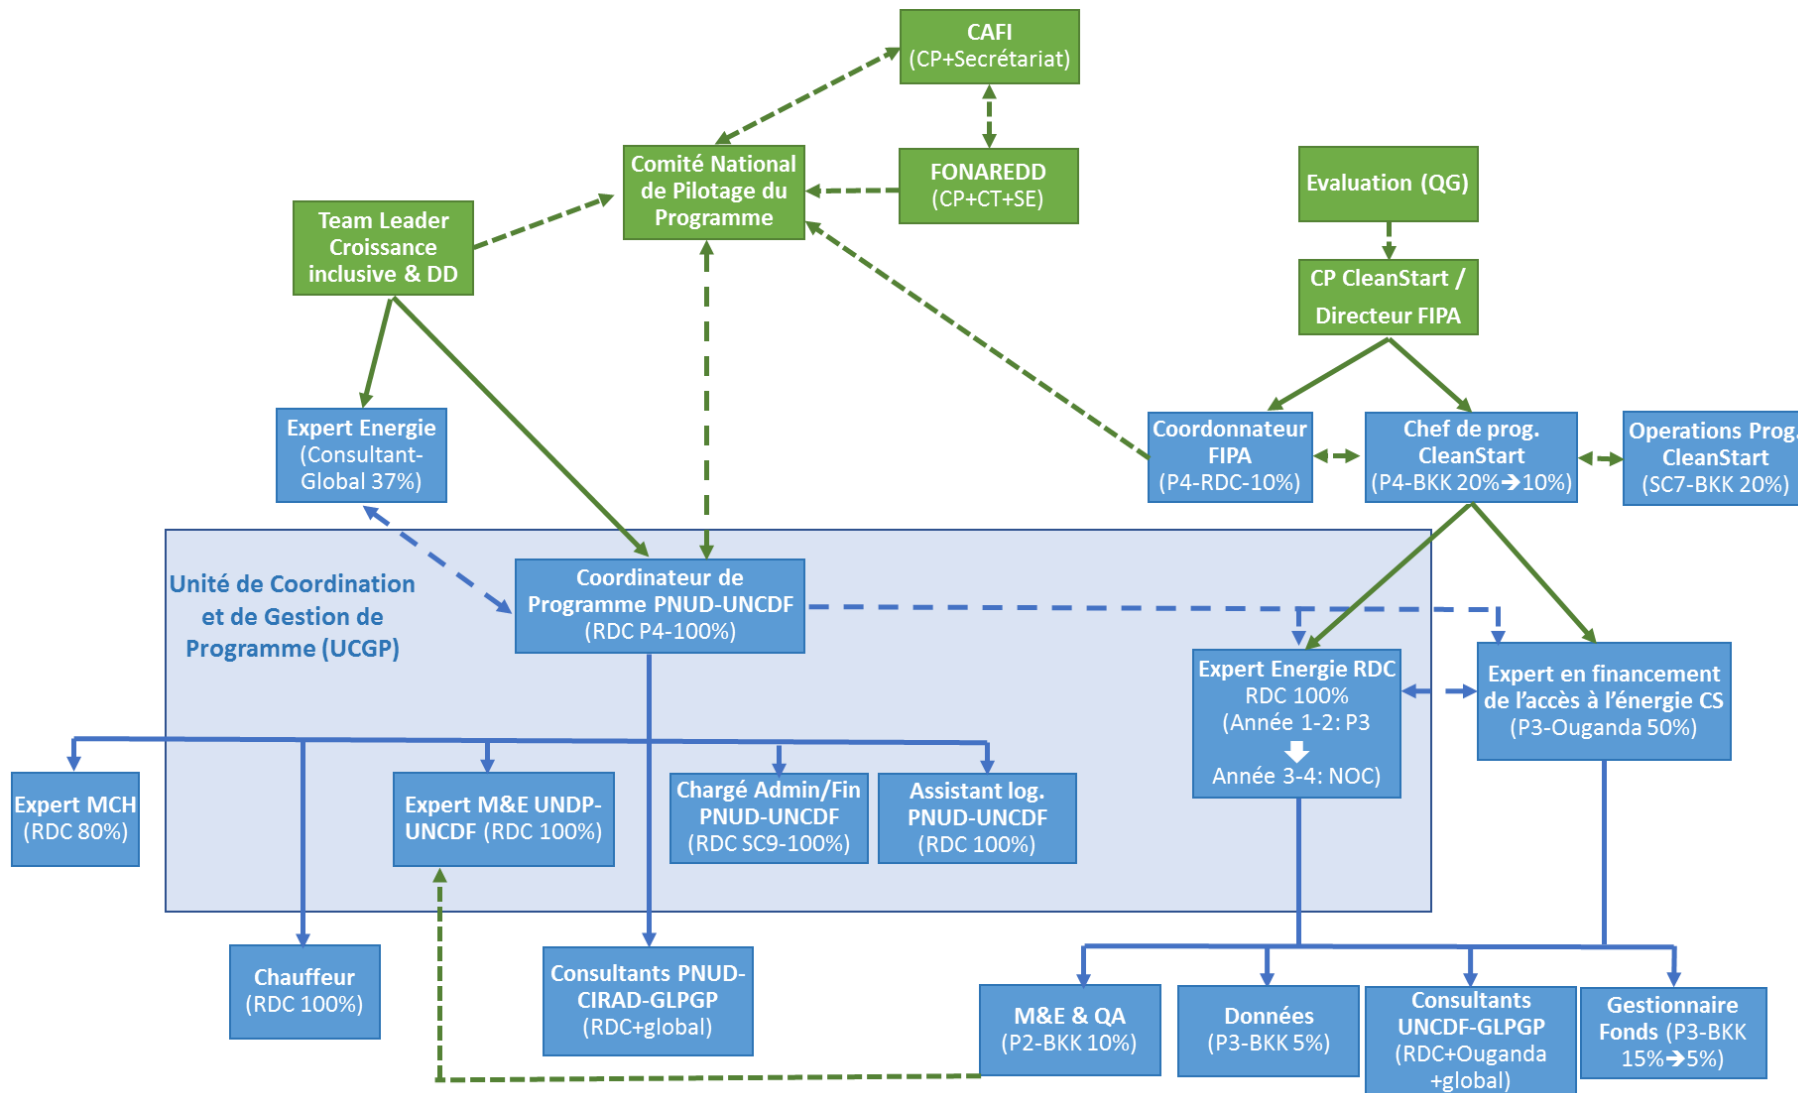 CAFI
(CP+Secrétariat)
Comité National
de Pilotage du
Programme
FONAREDD
(CP+CT+SE)
Evaluation (QG)
Team Leader
Croissance
inclusive & DD
CP CleanStart /
Directeur FIPA
Expert Energie
(Consultant-
Global 37%)
Coordonnateur
FIPA
(P4-RDC-10%)
Chef de prog.
CleanStart
(P4-BKK 20%➔10%)
Operations Prog.
CleanStart
(SC7-BKK 20%)
Unité de Coordination
et de Gestion de
Programme (UCGP)
Coordinateur de
Programme PNUD-UNCDF
(RDC P4-100%)
Expert Energie RDC
RDC 100%
(Année 1-2: P3
Année 3-4: NOC)
Expert en financement
de l’accès à l’énergie CS
(P3-Ouganda 50%)
Expert MCH
(RDC 80%)
Expert M&E UNDP-
UNCDF (RDC 100%)
Chargé Admin/Fin
PNUD-UNCDF
(RDC SC9-100%)
Assistant log.
PNUD-UNCDF
(RDC 100%)
Chauffeur
(RDC 100%)
Consultants PNUD-
CIRAD-GLPGP
(RDC+global)
M&E & QA
(P2-BKK 10%)
Données
(P3-BKK 5%)
Consultants
UNCDF-GLPGP
(RDC+Ouganda
+global)
Gestionnaire
Fonds (P3-BKK
15%➔5%)